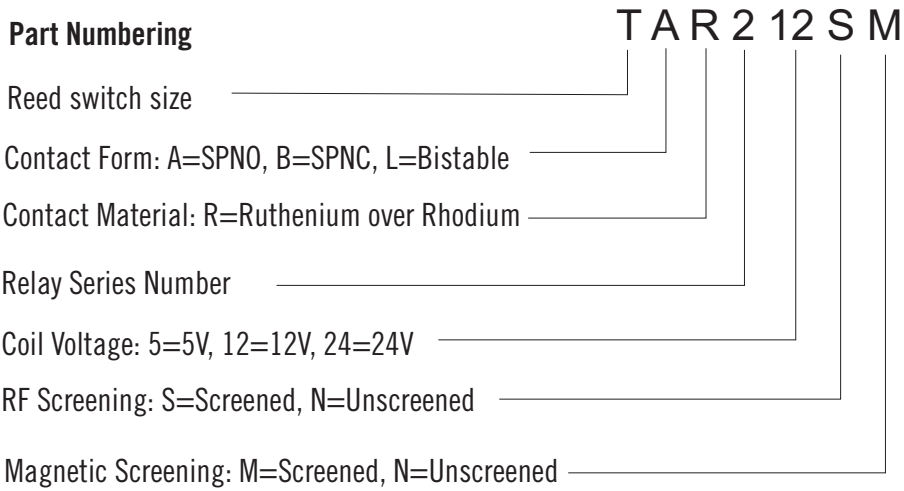 Part Numbering
T A R 2 12 S M
Reed switch size
Contact Form: A=SPNO, B=SPNC, L=Bistable
Contact Material: R=Ruthenium over Rhodium
Relay Series Number
Coil Voltage: 5=5V, 12=12V, 24=24V
RF Screening: S=Screened, N=Unscreened
Magnetic Screening: M=Screened, N=Unscreened